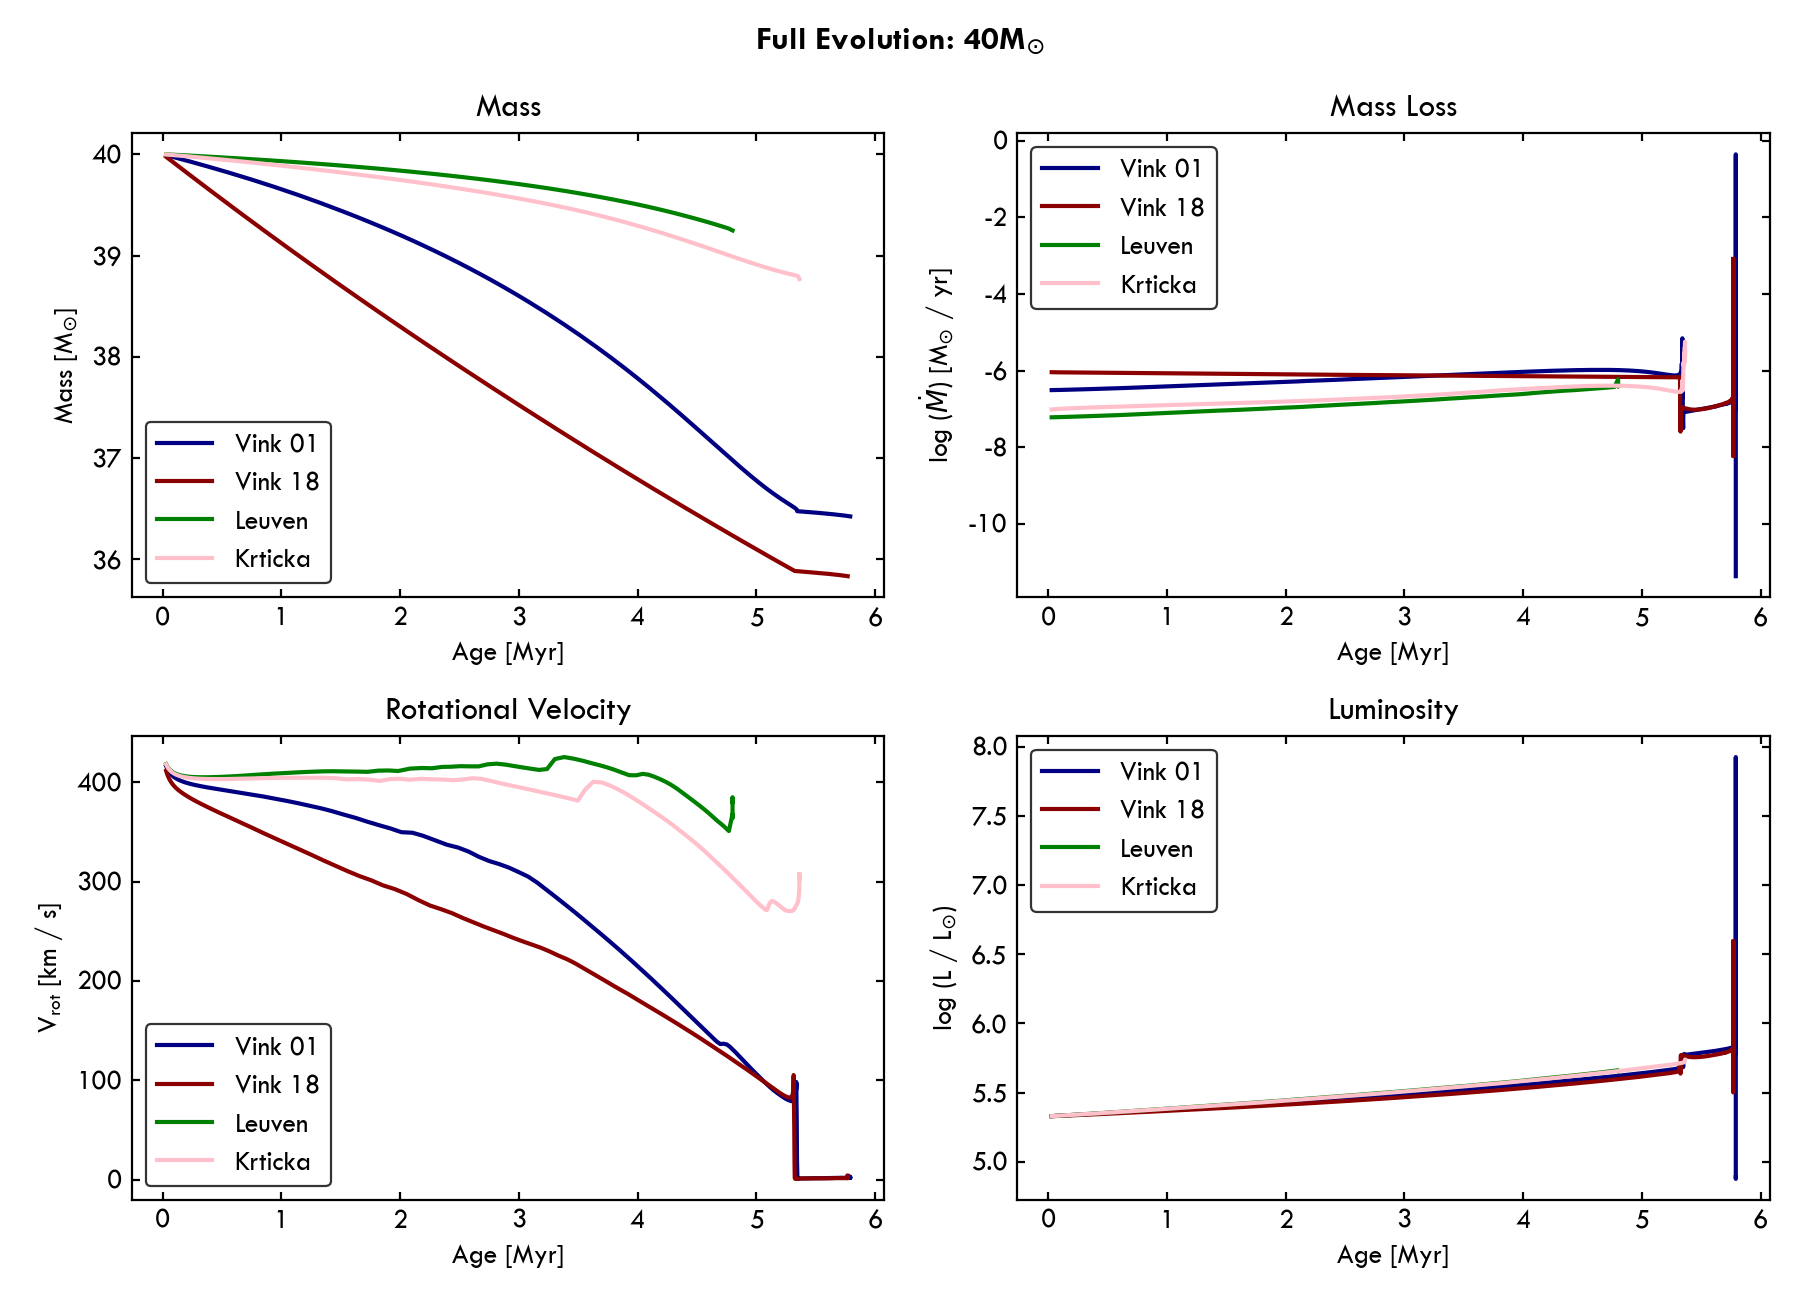 Full Evolution: 40M⊙
Mass
Mass [M⊙]
40
39
38
37
36
Vink 01
Vink 18
Leuven
Krticka
0 1 2 3 4 5 6
Age [Myr]
Mass Loss
log (Ṁ) [M⊙ / yr]
0
-2
-4
-6
-8
-10
Vink 01
Vink 18
Leuven
Krticka
0 1 2 3 4 5 6
Age [Myr]
Rotational Velocity
Vrot [km / s]
400
300
200
100
0
Vink 01
Vink 18
Leuven
Krticka
0 1 2 3 4 5 6
Age [Myr]
Luminosity
log (L / L⊙)
8.0
7.5
7.0
6.5
6.0
5.5
5.0
Vink 01
Vink 18
Leuven
Krticka
0 1 2 3 4 5 6
Age [Myr]